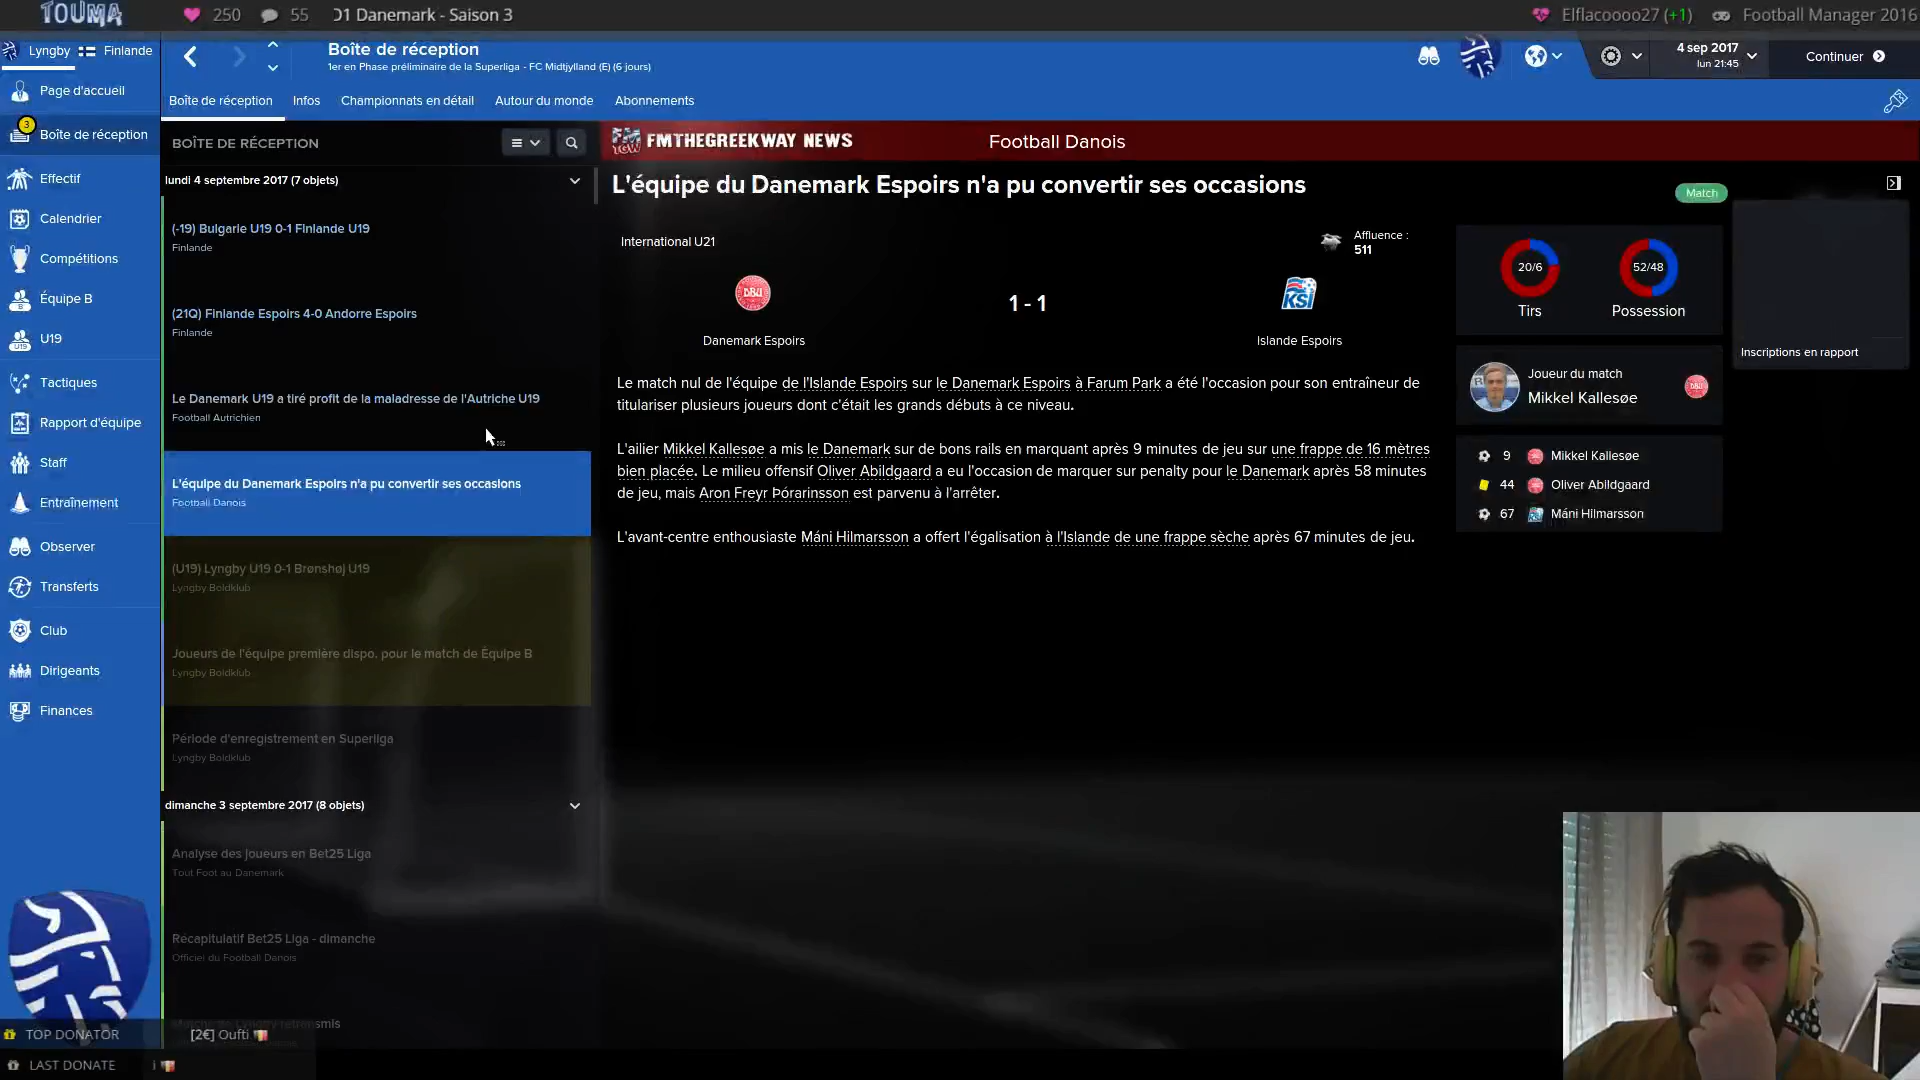 TOUMA
250
55
D1 Danemark - Saison 3
Elflacoooo27 (+1)
Football Manager 2016
Lyngby
Finlande
Boîte de réception
1er en Phase préliminaire de la Superliga - FC Midtjylland (E) (6 jours)
4 sep 2017
lun 21:45
Continuer
Boîte de réception
Infos
Championnats en détail
Autour du monde
Abonnements
Page d'accueil
3
Boîte de réception
Effectif
Calendrier
Compétitions
Équipe B
U19
Tactiques
Rapport d'équipe
Staff
Entraînement
Observer
Transferts
Club
Dirigeants
Finances
BOÎTE DE RÉCEPTION
lundi 4 septembre 2017 (7 objets)
(-19) Bulgarie U19 0-1 Finlande U19
Finlande
(21Q) Finlande Espoirs 4-0 Andorre Espoirs
Finlande
Le Danemark U19 a tiré profit de la maladresse de l'Autriche U19
Football Autrichien
L'équipe du Danemark Espoirs n'a pu convertir ses occasions
Football Danois
(U19) Lyngby U19 0-1 Brønshøj U19
Lyngby Boldklub
Joueurs de l'équipe première dispo. pour le match de Équipe B
Lyngby Boldklub
Période d'enregistrement en Superliga
Lyngby Boldklub
dimanche 3 septembre 2017 (8 objets)
Analyse des joueurs en Bet25 Liga
Tout Foot au Danemark
Récapitulatif Bet25 Liga - dimanche
Officiel du Football Danois
FM TGW FMTHEGREEKWAY NEWS
Football Danois
L'équipe du Danemark Espoirs n'a pu convertir ses occasions
Match
International U21
Affluence :
511
DBU
1 - 1
KSÍ
Danemark Espoirs
Islande Espoirs
Le match nul de l'équipe de l'Islande Espoirs sur le Danemark Espoirs à Farum Park a été l'occasion pour son entraîneur de
titulariser plusieurs joueurs dont c'était les grands débuts à ce niveau.
L'ailier Mikkel Kallesøe a mis le Danemark sur de bons rails en marquant après 9 minutes de jeu sur une frappe de 16 mètres
bien placée. Le milieu offensif Oliver Abildgaard a eu l'occasion de marquer sur penalty pour le Danemark après 58 minutes
de jeu, mais Aron Freyr Þórarinsson est parvenu à l'arrêter.
L'avant-centre enthousiaste Máni Hilmarsson a offert l'égalisation à l'Islande de une frappe sèche après 67 minutes de jeu.
20/6
Tirs
52/48
Possession
Joueur du match
Mikkel Kallesøe
9 Mikkel Kallesøe
44 Oliver Abildgaard
67 Máni Hilmarsson
Inscriptions en rapport
TOP DONATOR
[2€] Oufti
LAST DONATE
i